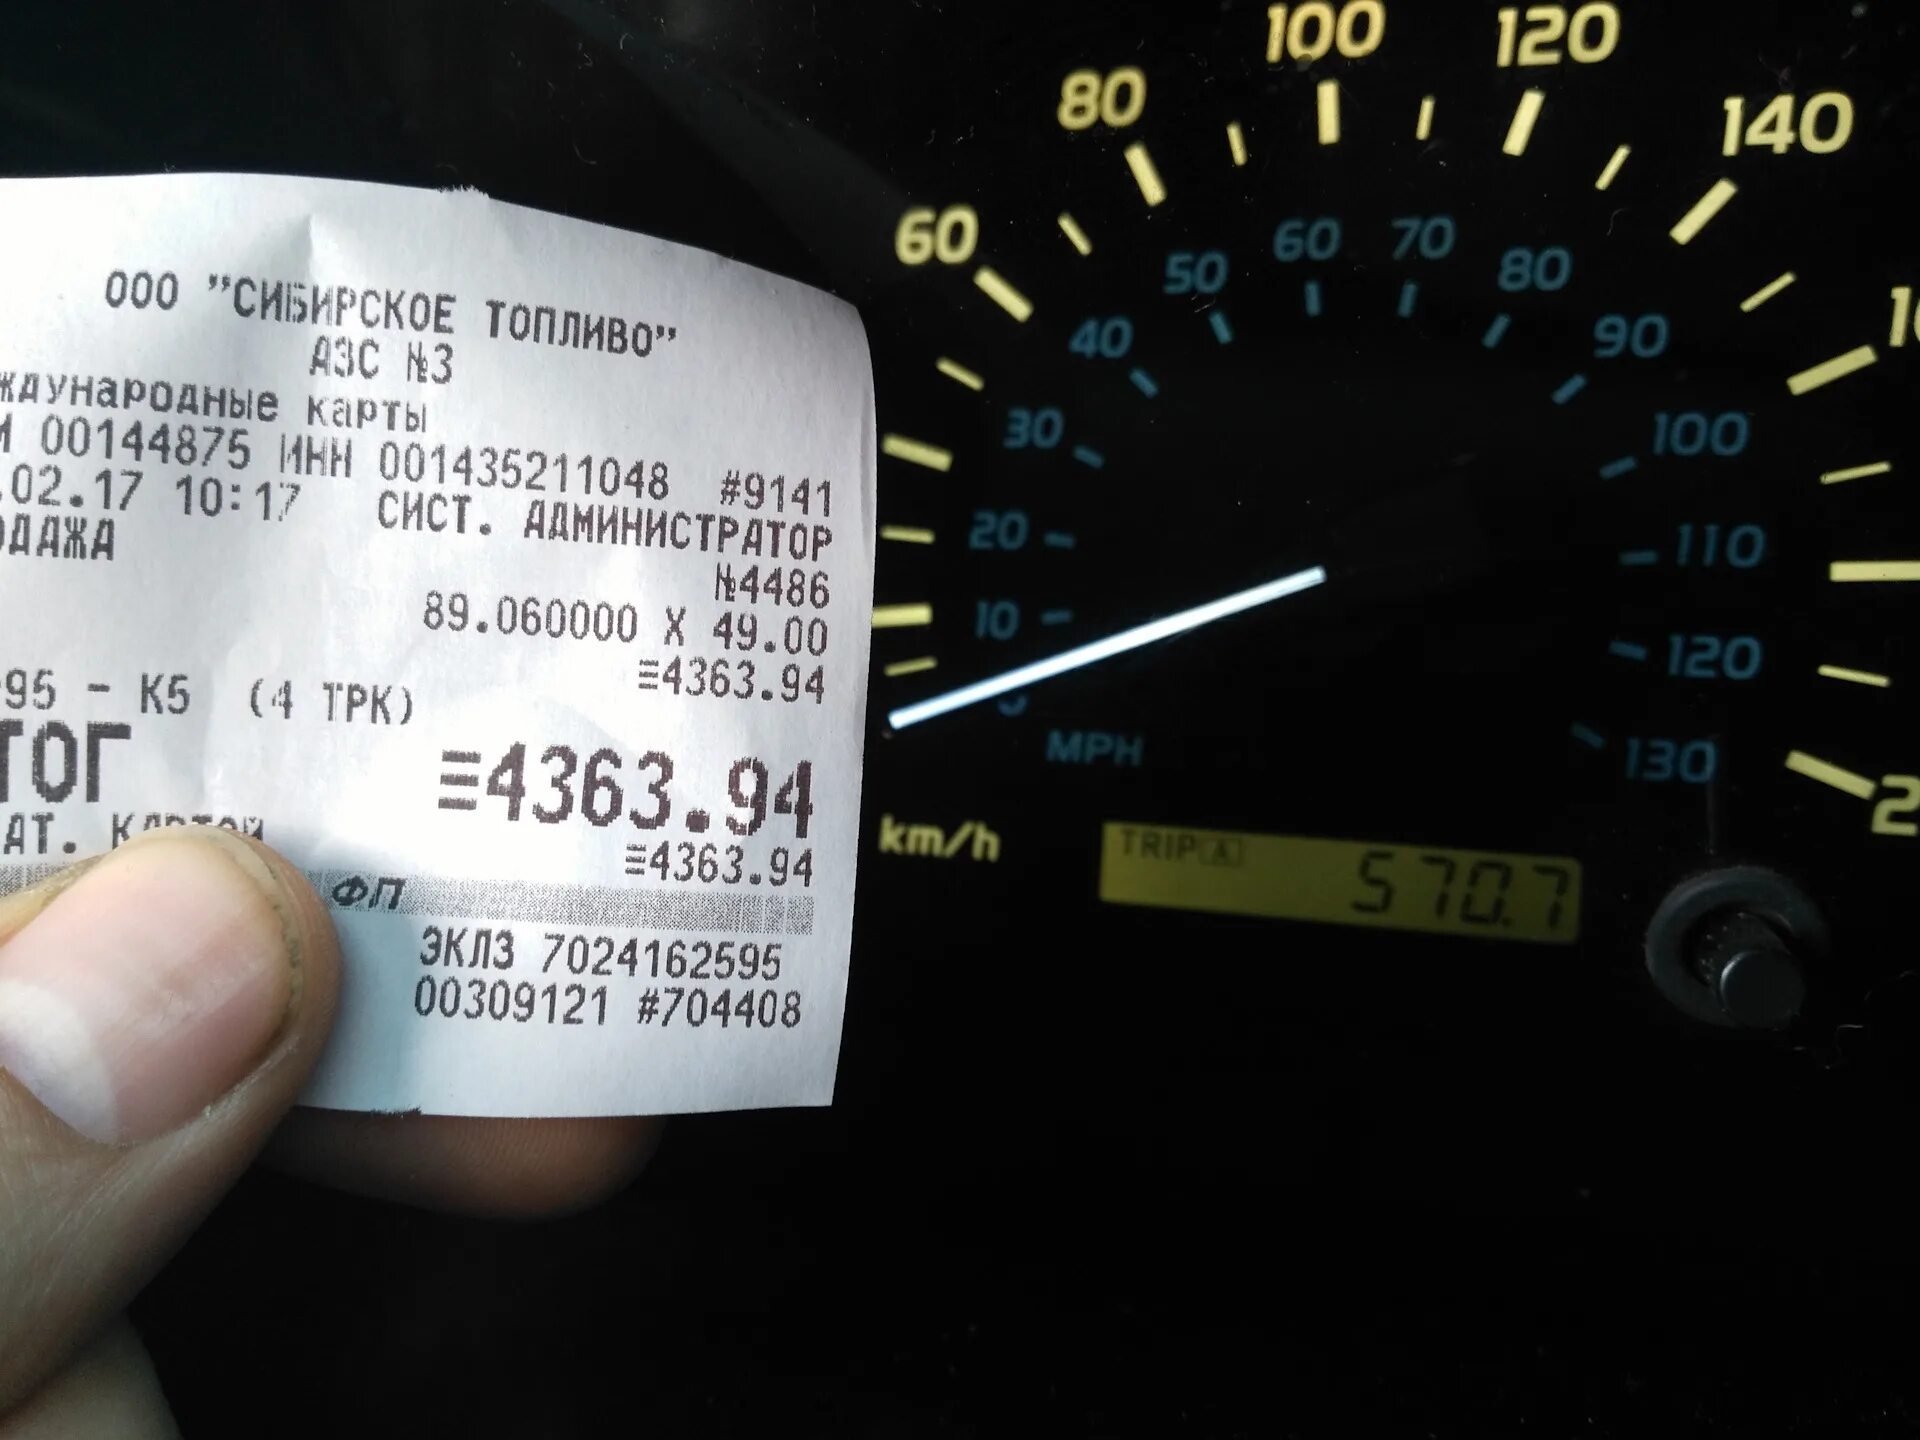 ООО "СИБИРСКОЕ ТОПЛИВО"
АЗС №3
карты
00144875 ИНН 001435211048 #9141
.02.17 10:17 СИСТ. АДМИНИСТРАТОР
№4486
89.060000 X 49.00
≡4363.94
95 - К5 (4 ТРК)
≡4363.94
КАРТОЙ
≡4363.94
ФП
ЭКЛЗ 7024162595
00309121 #704408
60 80 100 120 140
10 20 30 40 50 60 70 80 90 100 110 120 130
MPH
km/h
TRIP A 570.7